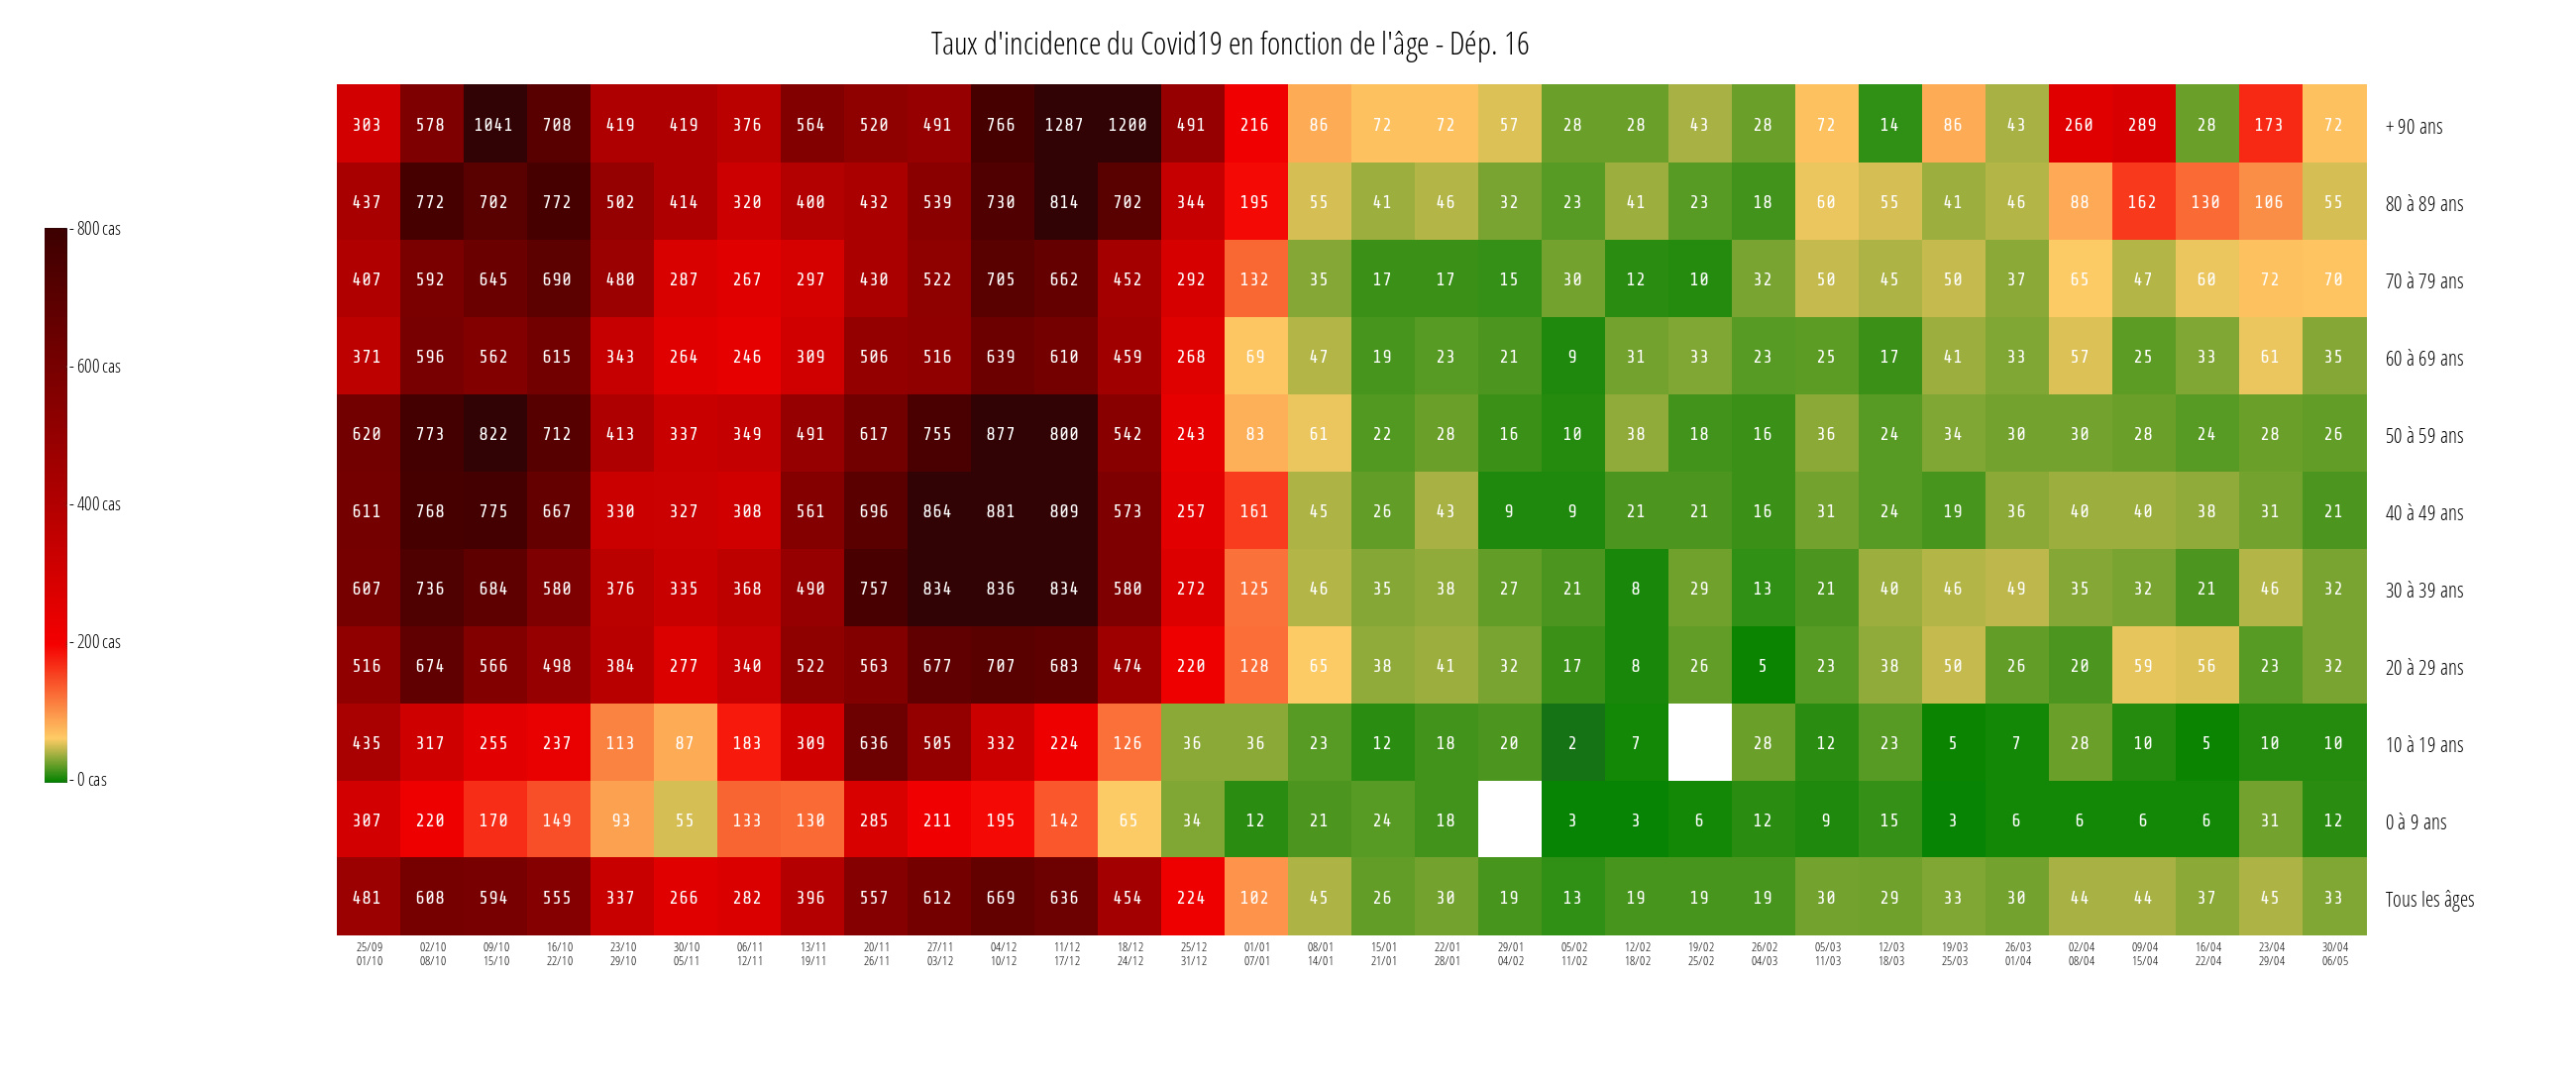 Taux d'incidence du Covid19 en fonction de l'âge - Dép. 16
- 800 cas
- 600 cas
- 400 cas
- 200 cas
- 0 cas
303 578 1041 708 419 419 376 564 520 491 766 1287 1200 491 216 86 72 72 57 28 28 43 28 72 14 86 43 260 289 28 173 72 + 90 ans
437 772 702 772 502 414 320 400 432 539 730 814 702 344 195 55 41 46 32 23 41 23 18 60 55 41 46 88 162 130 106 55 80 à 89 ans
407 592 645 690 480 287 267 297 430 522 705 662 452 292 132 35 17 17 15 30 12 10 32 50 45 50 37 65 47 60 72 70 70 à 79 ans
371 596 562 615 343 264 246 309 506 516 639 610 459 268 69 47 19 23 21 9 31 33 23 25 17 41 33 57 25 33 61 35 60 à 69 ans
620 773 822 712 413 337 349 491 617 755 877 800 542 243 83 61 22 28 16 10 38 18 16 36 24 34 30 30 28 24 28 26 50 à 59 ans
611 768 775 667 330 327 308 561 696 864 881 809 573 257 161 45 26 43 9 9 21 21 16 31 24 19 36 40 40 38 31 21 40 à 49 ans
607 736 684 580 376 335 368 490 757 834 836 834 580 272 125 46 35 38 27 21 8 29 13 21 40 46 49 35 32 21 46 32 30 à 39 ans
516 674 566 498 384 277 340 522 563 677 707 683 474 220 128 65 38 41 32 17 8 26 5 23 38 50 26 20 59 56 23 32 20 à 29 ans
435 317 255 237 113 87 183 309 636 505 332 224 126 36 36 23 12 18 20 2 7 28 12 23 5 7 28 10 5 10 10 10 à 19 ans
307 220 170 149 93 55 133 130 285 211 195 142 65 34 12 21 24 18 3 3 6 12 9 15 3 6 6 6 6 31 12 0 à 9 ans
481 608 594 555 337 266 282 396 557 612 669 636 454 224 102 45 26 30 19 13 19 19 19 30 29 33 30 44 44 37 45 33 Tous les âges
25/09 02/10 09/10 16/10 23/10 30/10 06/11 13/11 20/11 27/11 04/12 11/12 18/12 25/12 01/01 08/01 15/01 22/01 29/01 05/02 12/02 19/02 26/02 05/03 12/03 19/03 26/03 02/04 09/04 16/04 23/04 30/04
01/10 08/10 15/10 22/10 29/10 05/11 12/11 19/11 26/11 03/12 10/12 17/12 24/12 31/12 07/01 14/01 21/01 28/01 04/02 11/02 18/02 25/02 04/03 11/03 18/03 25/03 01/04 08/04 15/04 22/04 29/04 06/05